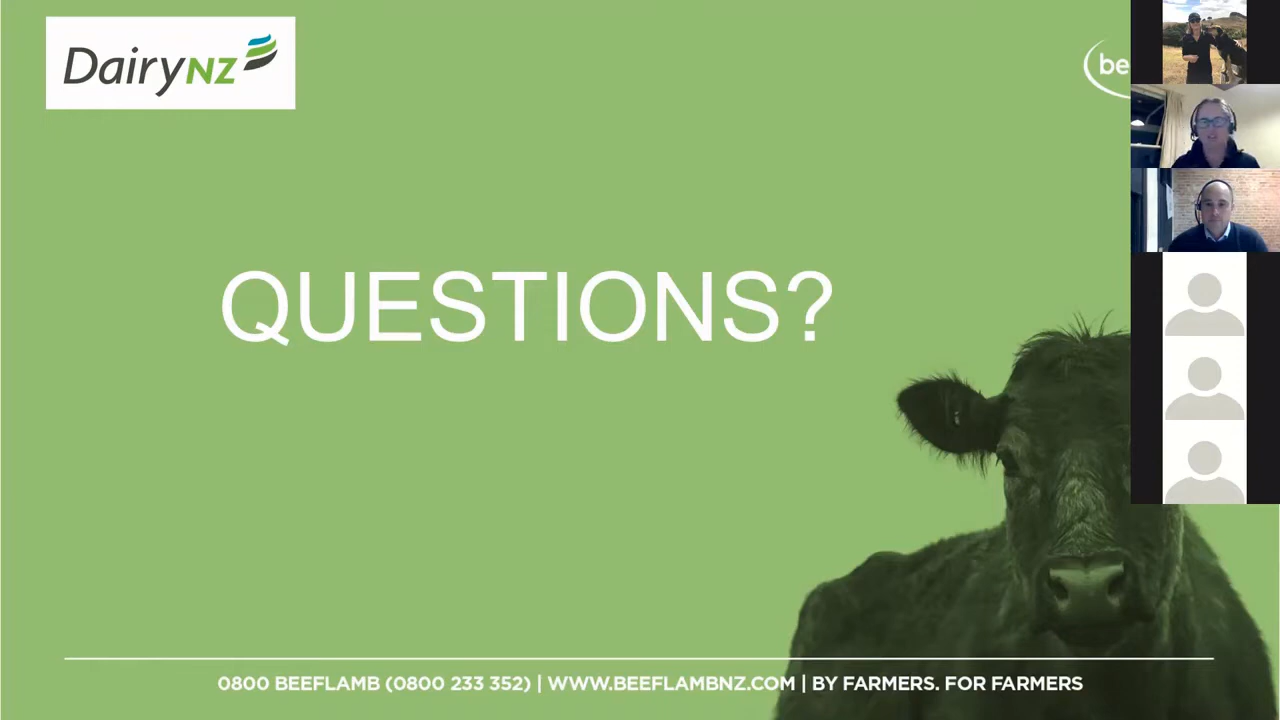 DairyNZ
be
QUESTIONS?
0800 BEEFLAMB (0800 233 352) | WWW.BEEFLAMBNZ.COM | BY FARMERS. FOR FARMERS